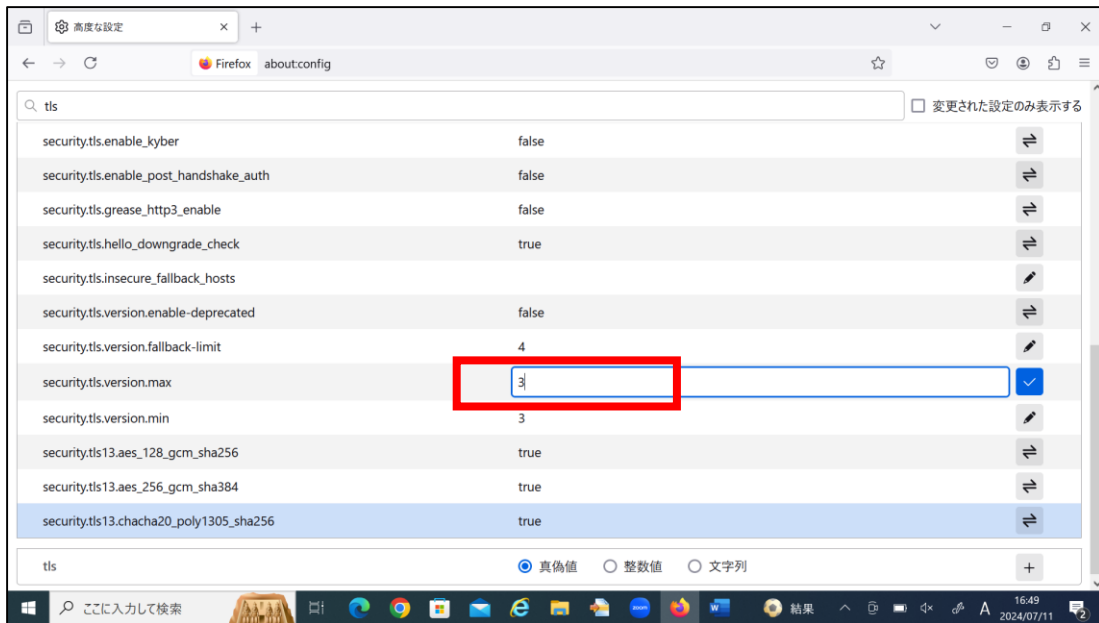 高度な設定
Firefox about:config
tls
変更された設定のみ表示する
security.tls.enable_kyber false
security.tls.enable_post_handshake_auth false
security.tls.grease_http3_enable false
security.tls.hello_downgrade_check true
security.tls.insecure_fallback_hosts
security.tls.version.enable-deprecated false
security.tls.version.fallback-limit 4
security.tls.version.max 3
security.tls.version.min 3
security.tls13.aes_128_gcm_sha256 true
security.tls13.aes_256_gcm_sha384 true
security.tls13.chacha20_poly1305_sha256 true
tls 真偽値 整数値 文字列
ここに入力して検索 zoom 結果 A 16:49
2024/07/11 2